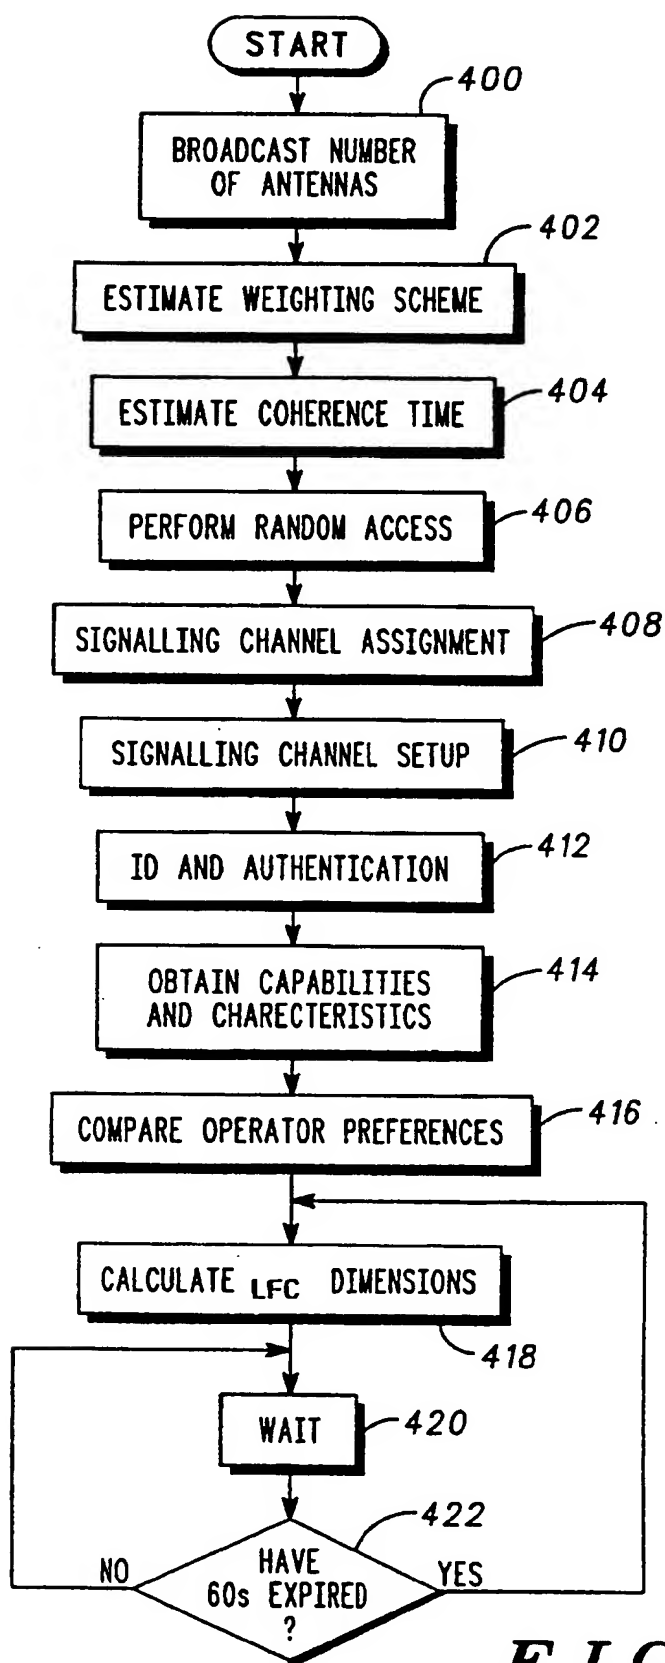 START
400
BROADCAST NUMBER
OF ANTENNAS
402
ESTIMATE WEIGHTING SCHEME
404
ESTIMATE COHERENCE TIME
406
PERFORM RANDOM ACCESS
408
SIGNALLING CHANNEL ASSIGNMENT
410
SIGNALLING CHANNEL SETUP
412
ID AND AUTHENTICATION
414
OBTAIN CAPABILITIES
AND CHARECTERISTICS
416
COMPARE OPERATOR PREFERENCES
CALCULATE LFC DIMENSIONS
418
WAIT
420
422
HAVE
60s EXPIRED
?
NO
YES